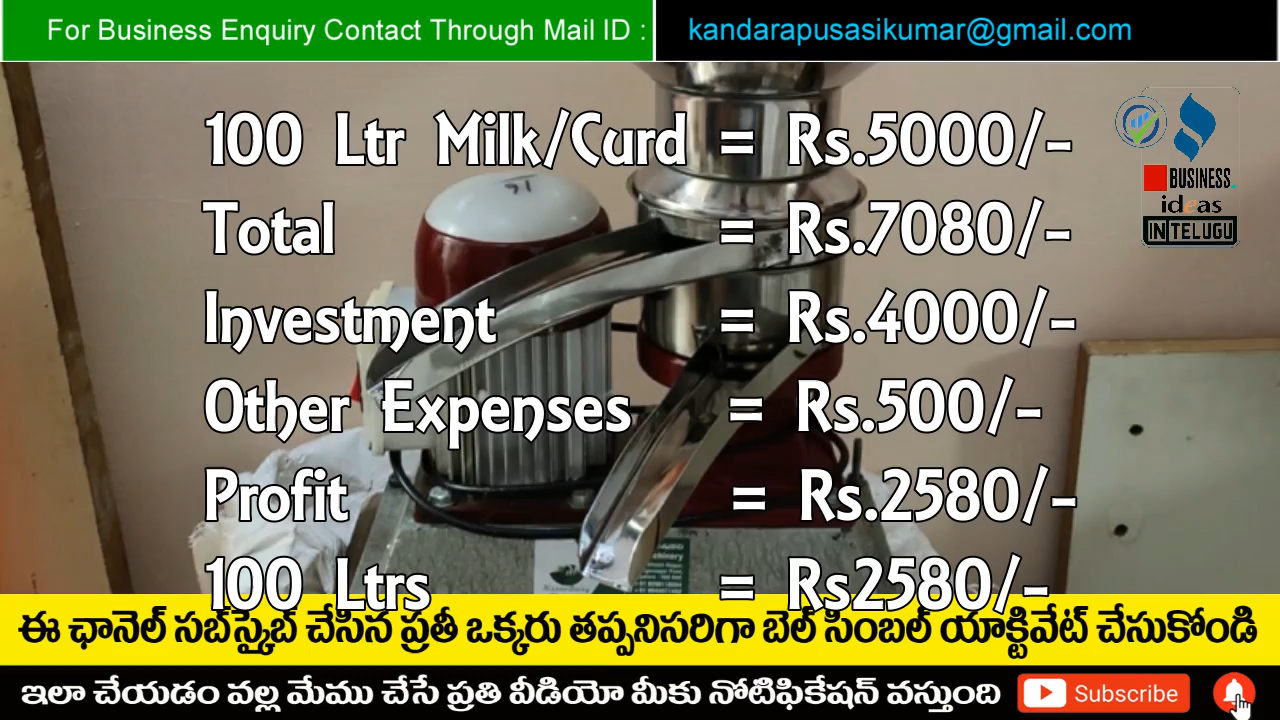 For Business Enquiry Contact Through Mail ID : kandarapusasikumar@gmail.com
100 Ltr Milk/Curd = Rs.5000/-
Total = Rs.7080/-
Investment = Rs.4000/-
Other Expenses = Rs.500/-
Profit = Rs.2580/-
100 Ltrs = Rs2580/-
BUSINESS
ideas
IN TELUGU
ఈ ఛానెల్ సబ్‌స్క్రైబ్ చేసిన ప్రతీ ఒక్కరు తప్పనిసరిగా బెల్ సింబల్ యాక్టివేట్ చేసుకోండి
ఇలా చేయడం వల్ల మేము చేసే ప్రతి వీడియో మీకు నోటిఫికేషన్ వస్తుంది Subscribe